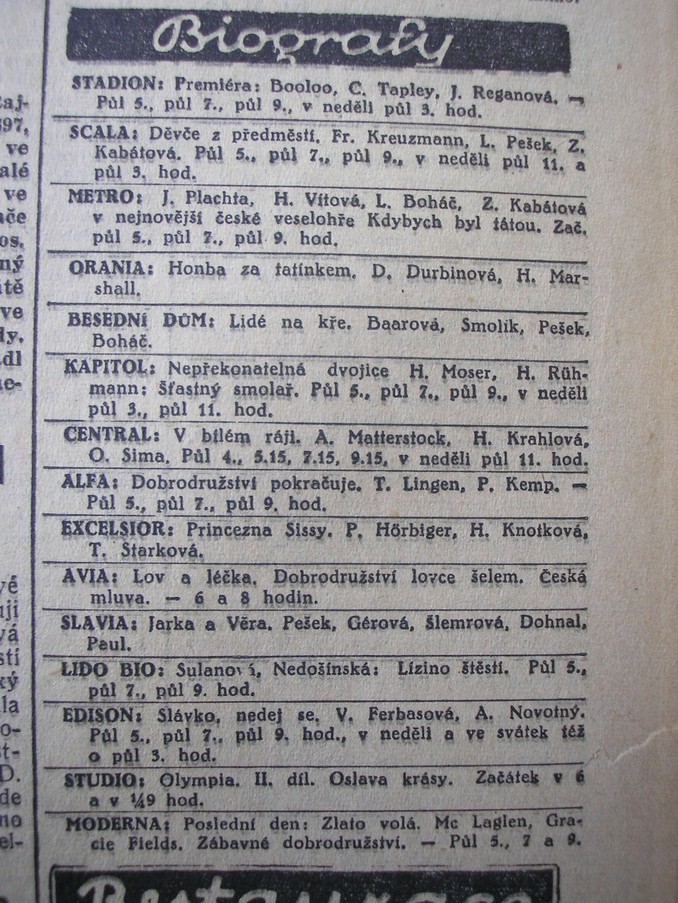 Biografy
STADION: Premiéra: Booloo, C. Tapley, J. Reganová. —
Půl 5., půl 7., půl 9., v neděli půl 3. hod.
SCALA: Děvče z předměstí. Fr. Kreuzmann, L. Pešek, Z.
Kabátová. Půl 5., půl 7., půl 9., v neděli půl 11. a
půl 3. hod.
METRO: J. Plachta, H. Vítová, L. Boháč, Z. Kabátová
v nejnovější české veselohře Kdybych byl tátou. Zač.
půl 5., půl 7., půl 9. hod.
ORANIA: Honba za tatínkem. D. Durbinová, H. Mar-
shall.
BESEDNÍ DŮM: Lidé na kře. Baarová, Smolík, Pešek,
Boháč.
KAPITOL: Nepřekonatelná dvojice H. Moser, H. Rüh-
mann: Šťastný smolař. Půl 5., půl 7., půl 9., v neděli
půl 3., půl 11. hod.
CENTRAL: V bílém ráji. A. Matterstock, H. Krahlová,
O. Sima. Půl 4., 5.15, 7.15, 9.15, v neděli půl 11. hod.
ALFA: Dobrodružství pokračuje. T. Lingen, P. Kemp. —
Půl 5., půl 7., půl 9. hod.
EXCELSIOR: Princezna Sissy. P. Hörbiger, H. Knotková,
T. Starková.
AVIA: Lov a léčka. Dobrodružství lovce šelem. Česká
mluva. — 6 a 8 hodin.
SLAVIA: Jarka a Věra. Pešek, Gérová, Šlemrová, Dohnal,
Paul.
LIDO BIO: Sulanová, Nedošínská: Lízino štěstí. Půl 5.,
půl 7., půl 9. hod.
EDISON: Slávko, nedej se. V. Ferbasová, A. Novotný.
Půl 5., půl 7., půl 9. hod., v neděli a ve svátek též
o půl 3. hod.
STUDIO: Olympia. II. díl. Oslava krásy. Začátek v 6
a v ¼9 hod.
MODERNA: Poslední den: Zlato volá. Mc Laglen, Gra-
cie Fields. Zábavné dobrodružství. — Půl 5., 7 a 9.
Restaurace